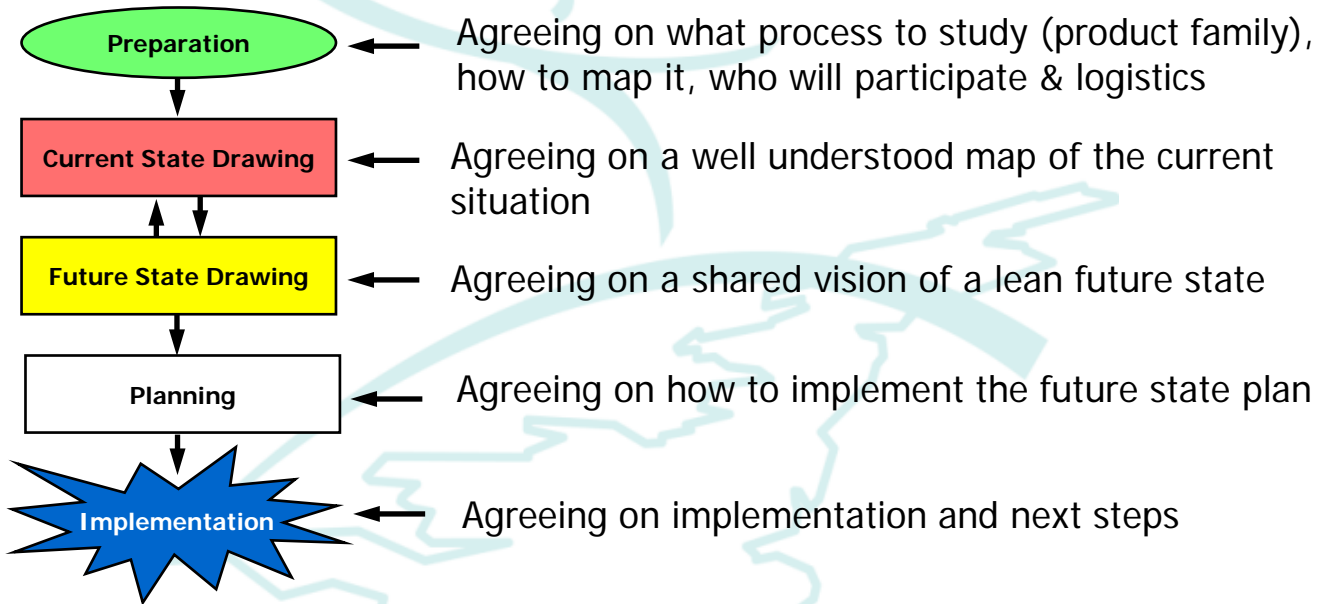 Preparation
Agreeing on what process to study (product family),
how to map it, who will participate & logistics
Current State Drawing
Agreeing on a well understood map of the current
situation
Future State Drawing
Agreeing on a shared vision of a lean future state
Planning
Agreeing on how to implement the future state plan
Implementation
Agreeing on implementation and next steps